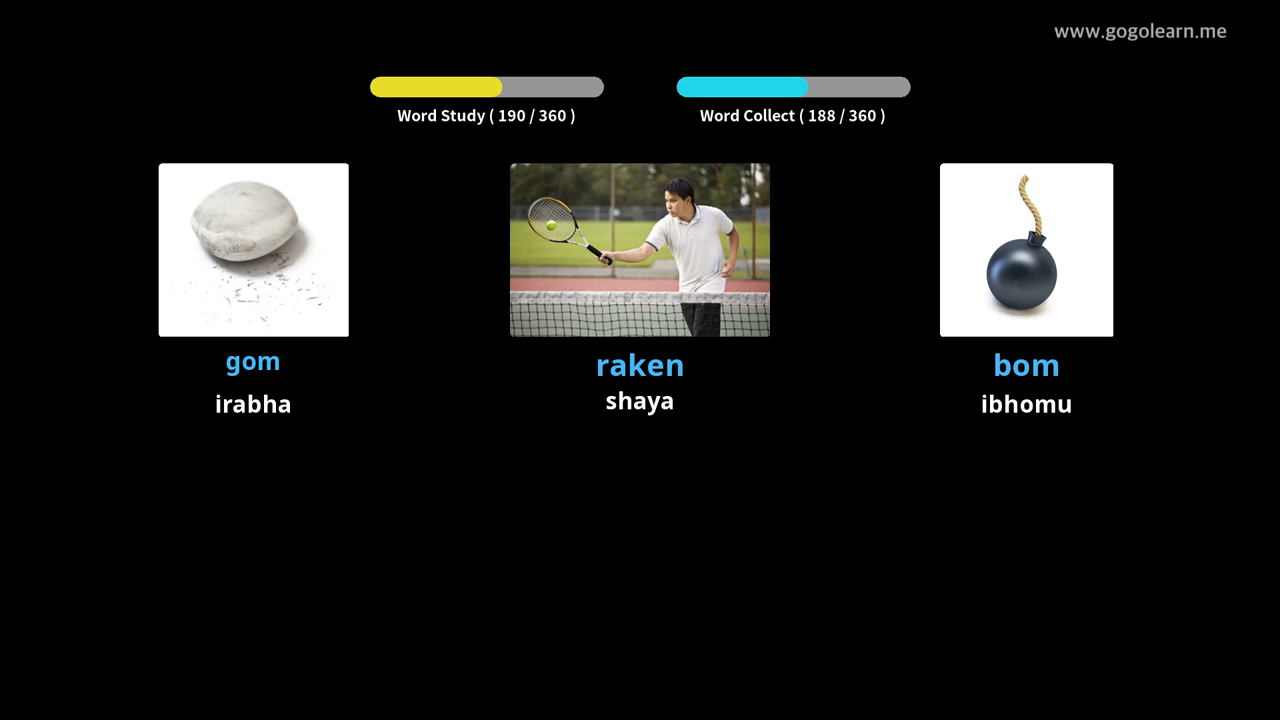 www.gogolearn.me
Word Study ( 190 / 360 )
Word Collect ( 188 / 360 )
gom
irabha
raken
shaya
bom
ibhomu